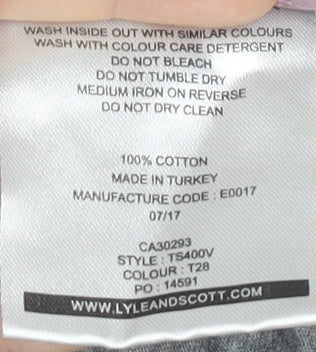 WASH INSIDE OUT WITH SIMILAR COLOURS
WASH WITH COLOUR CARE DETERGENT
DO NOT BLEACH
DO NOT TUMBLE DRY
MEDIUM IRON ON REVERSE
DO NOT DRY CLEAN
100% COTTON
MADE IN TURKEY
MANUFACTURE CODE : E0017
07/17
CA30293
STYLE : TS400V
COLOUR : T28
PO : 14591
WWW.LYLEANDSCOTT.COM